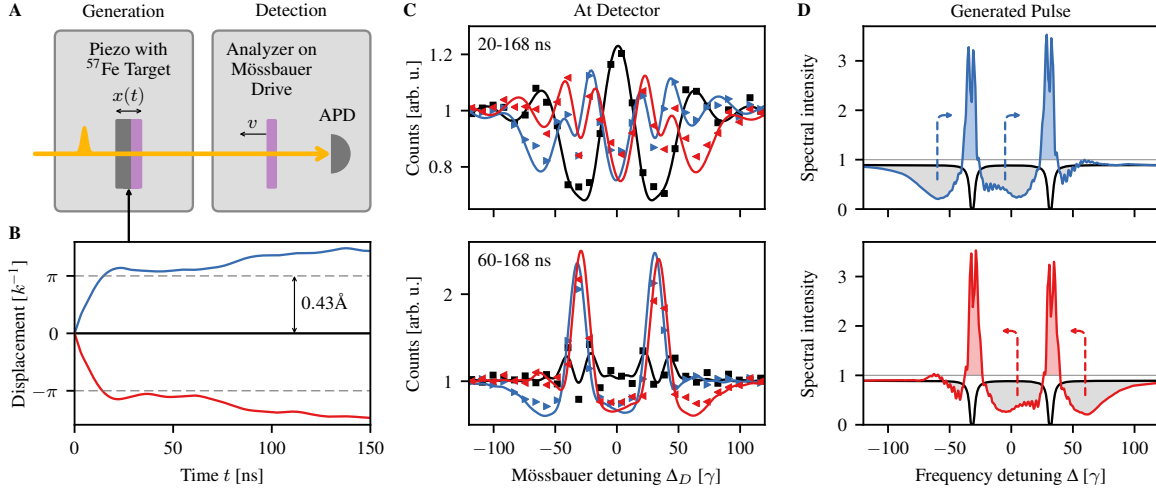 A
Generation
Detection
Piezo with
⁵⁷Fe Target
x(t)
Analyzer on
Mössbauer
Drive
v
APD
B
Displacement [k⁻¹]
π
0
−π
0.43Å
0
50
100
150
Time t [ns]
C
At Detector
20-168 ns
Counts [arb. u.]
1.2
1
0.8
60-168 ns
Counts [arb. u.]
2
1
−100
−50
0
50
100
Mössbauer detuning Δ_D [γ]
D
Generated Pulse
Spectral intensity
3
2
1
0
Spectral intensity
3
2
1
0
−100
−50
0
50
100
Frequency detuning Δ [γ]